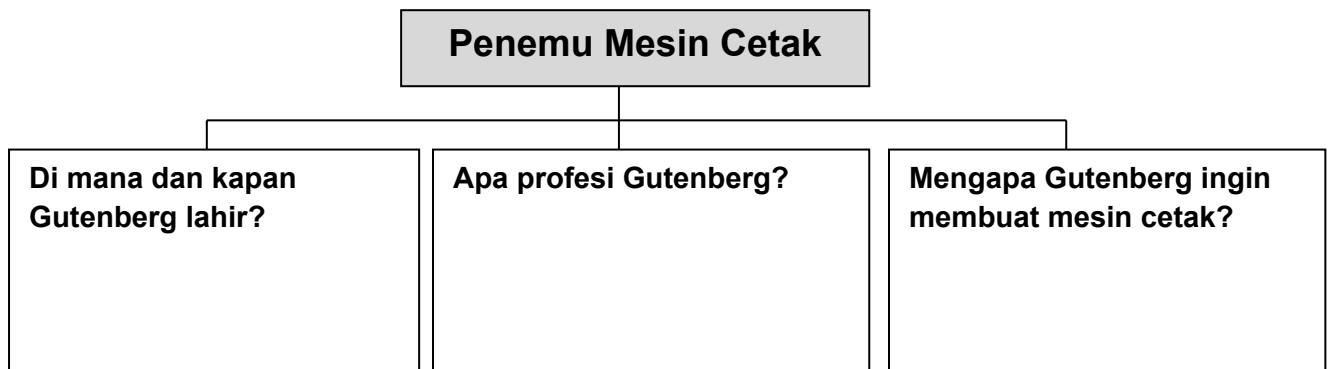 Penemu Mesin Cetak
Di mana dan kapan
Gutenberg lahir?
Apa profesi Gutenberg?
Mengapa Gutenberg ingin
membuat mesin cetak?